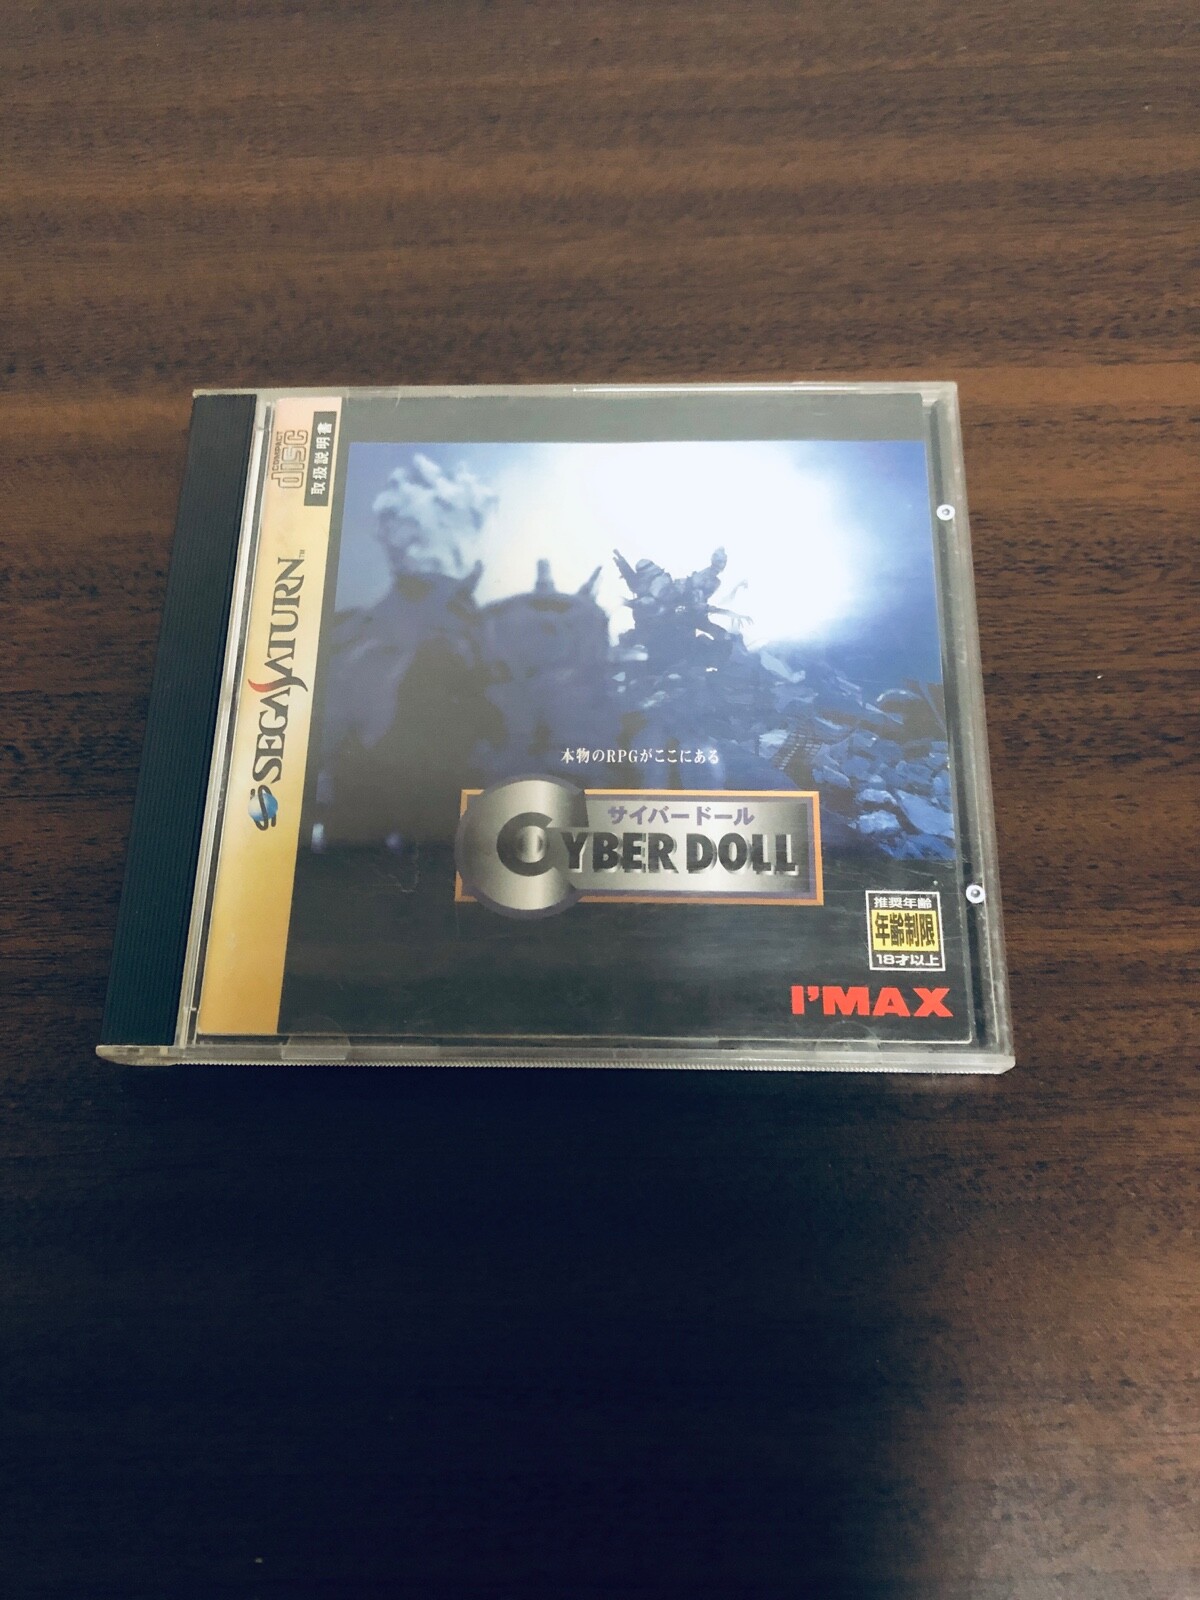 COMPACT
disc
取扱説明書
SEGA SATURN™
本物のRPGがここにある
サイバードール
CYBER DOLL
推奨年齢
年齢制限
18才以上
I'MAX